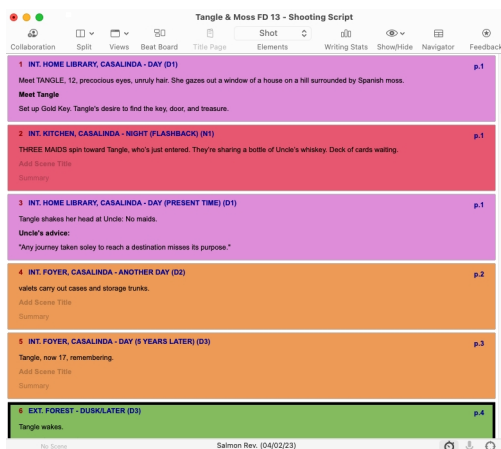 Tangle & Moss FD 13 - Shooting Script
Shot
Collaboration Split Views Beat Board Title Page Elements Writing Stats Show/Hide Navigator Feedback
1 INT. HOME LIBRARY, CASALINDA - DAY (D1) p.1
Meet TANGLE, 12, precocious eyes, unruly hair. She gazes out a window of a house on a hill surrounded by Spanish moss.
Meet Tangle
Set up Gold Key. Tangle's desire to find the key, door, and treasure.
2 INT. KITCHEN, CASALINDA - NIGHT (FLASHBACK) (N1) p.1
THREE MAIDS spin toward Tangle, who's just entered. They're sharing a bottle of Uncle's whiskey. Deck of cards waiting.
Add Scene Title
Summary
3 INT. HOME LIBRARY, CASALINDA - DAY (PRESENT TIME) (D1) p.1
Tangle shakes her head at Uncle: No maids.
Uncle's advice:
"Any journey taken soley to reach a destination misses its purpose."
4 INT. FOYER, CASALINDA - ANOTHER DAY (D2) p.2
valets carry out cases and storage trunks.
Add Scene Title
Summary
5 INT. FOYER, CASALINDA - DAY (5 YEARS LATER) (D3) p.3
Tangle, now 17, remembering.
Add Scene Title
Summary
6 EXT. FOREST - DUSK/LATER (D3) p.4
Tangle wakes.
No Scene Salmon Rev. (04/02/23)